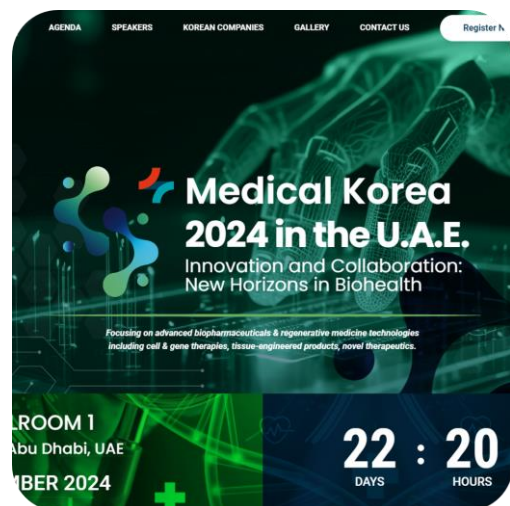 AGENDA SPEAKERS KOREAN COMPANIES GALLERY CONTACT US Register
Medical Korea
2024 in the U.A.E.
Innovation and Collaboration:
New Horizons in Biohealth
Focusing on advanced biopharmaceuticals & regenerative medicine technologies
including cell & gene therapies, tissue-engineered products, novel therapeutics.
LROOM 1
Abu Dhabi, UAE
MBER 2024
22 : 20
DAYS HOURS